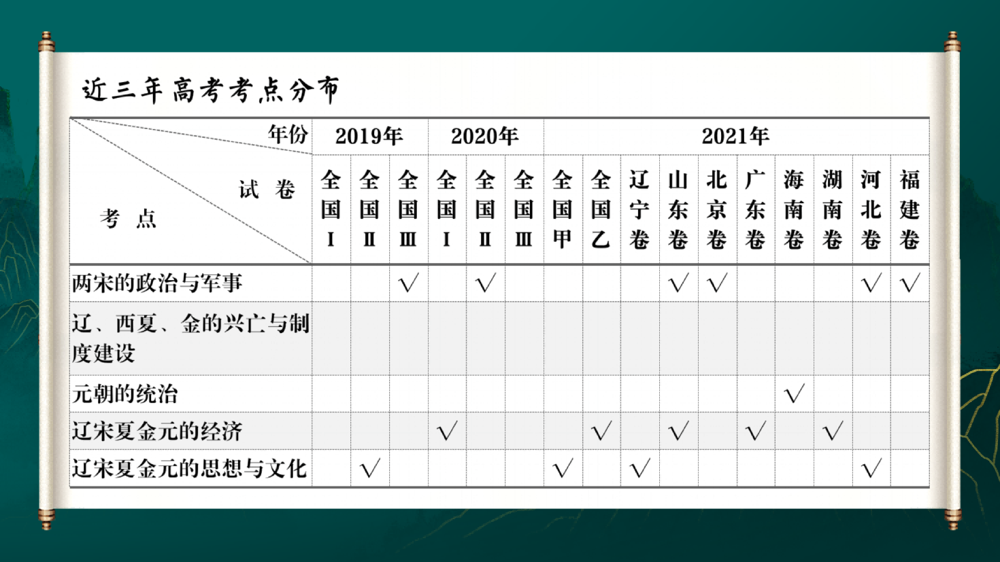 近三年高考考点分布
年份 2019年 2020年 2021年
试卷 全国Ⅰ 全国Ⅱ 全国Ⅲ 全国Ⅰ 全国Ⅱ 全国Ⅲ 全国甲 全国乙 辽宁卷 山东卷 北京卷 广东卷 海南卷 湖南卷 河北卷 福建卷
考点
两宋的政治与军事 √ √ √ √ √ √
辽、西夏、金的兴亡与制
度建设
元朝的统治 √
辽宋夏金元的经济 √ √ √ √ √
辽宋夏金元的思想与文化 √ √ √ √